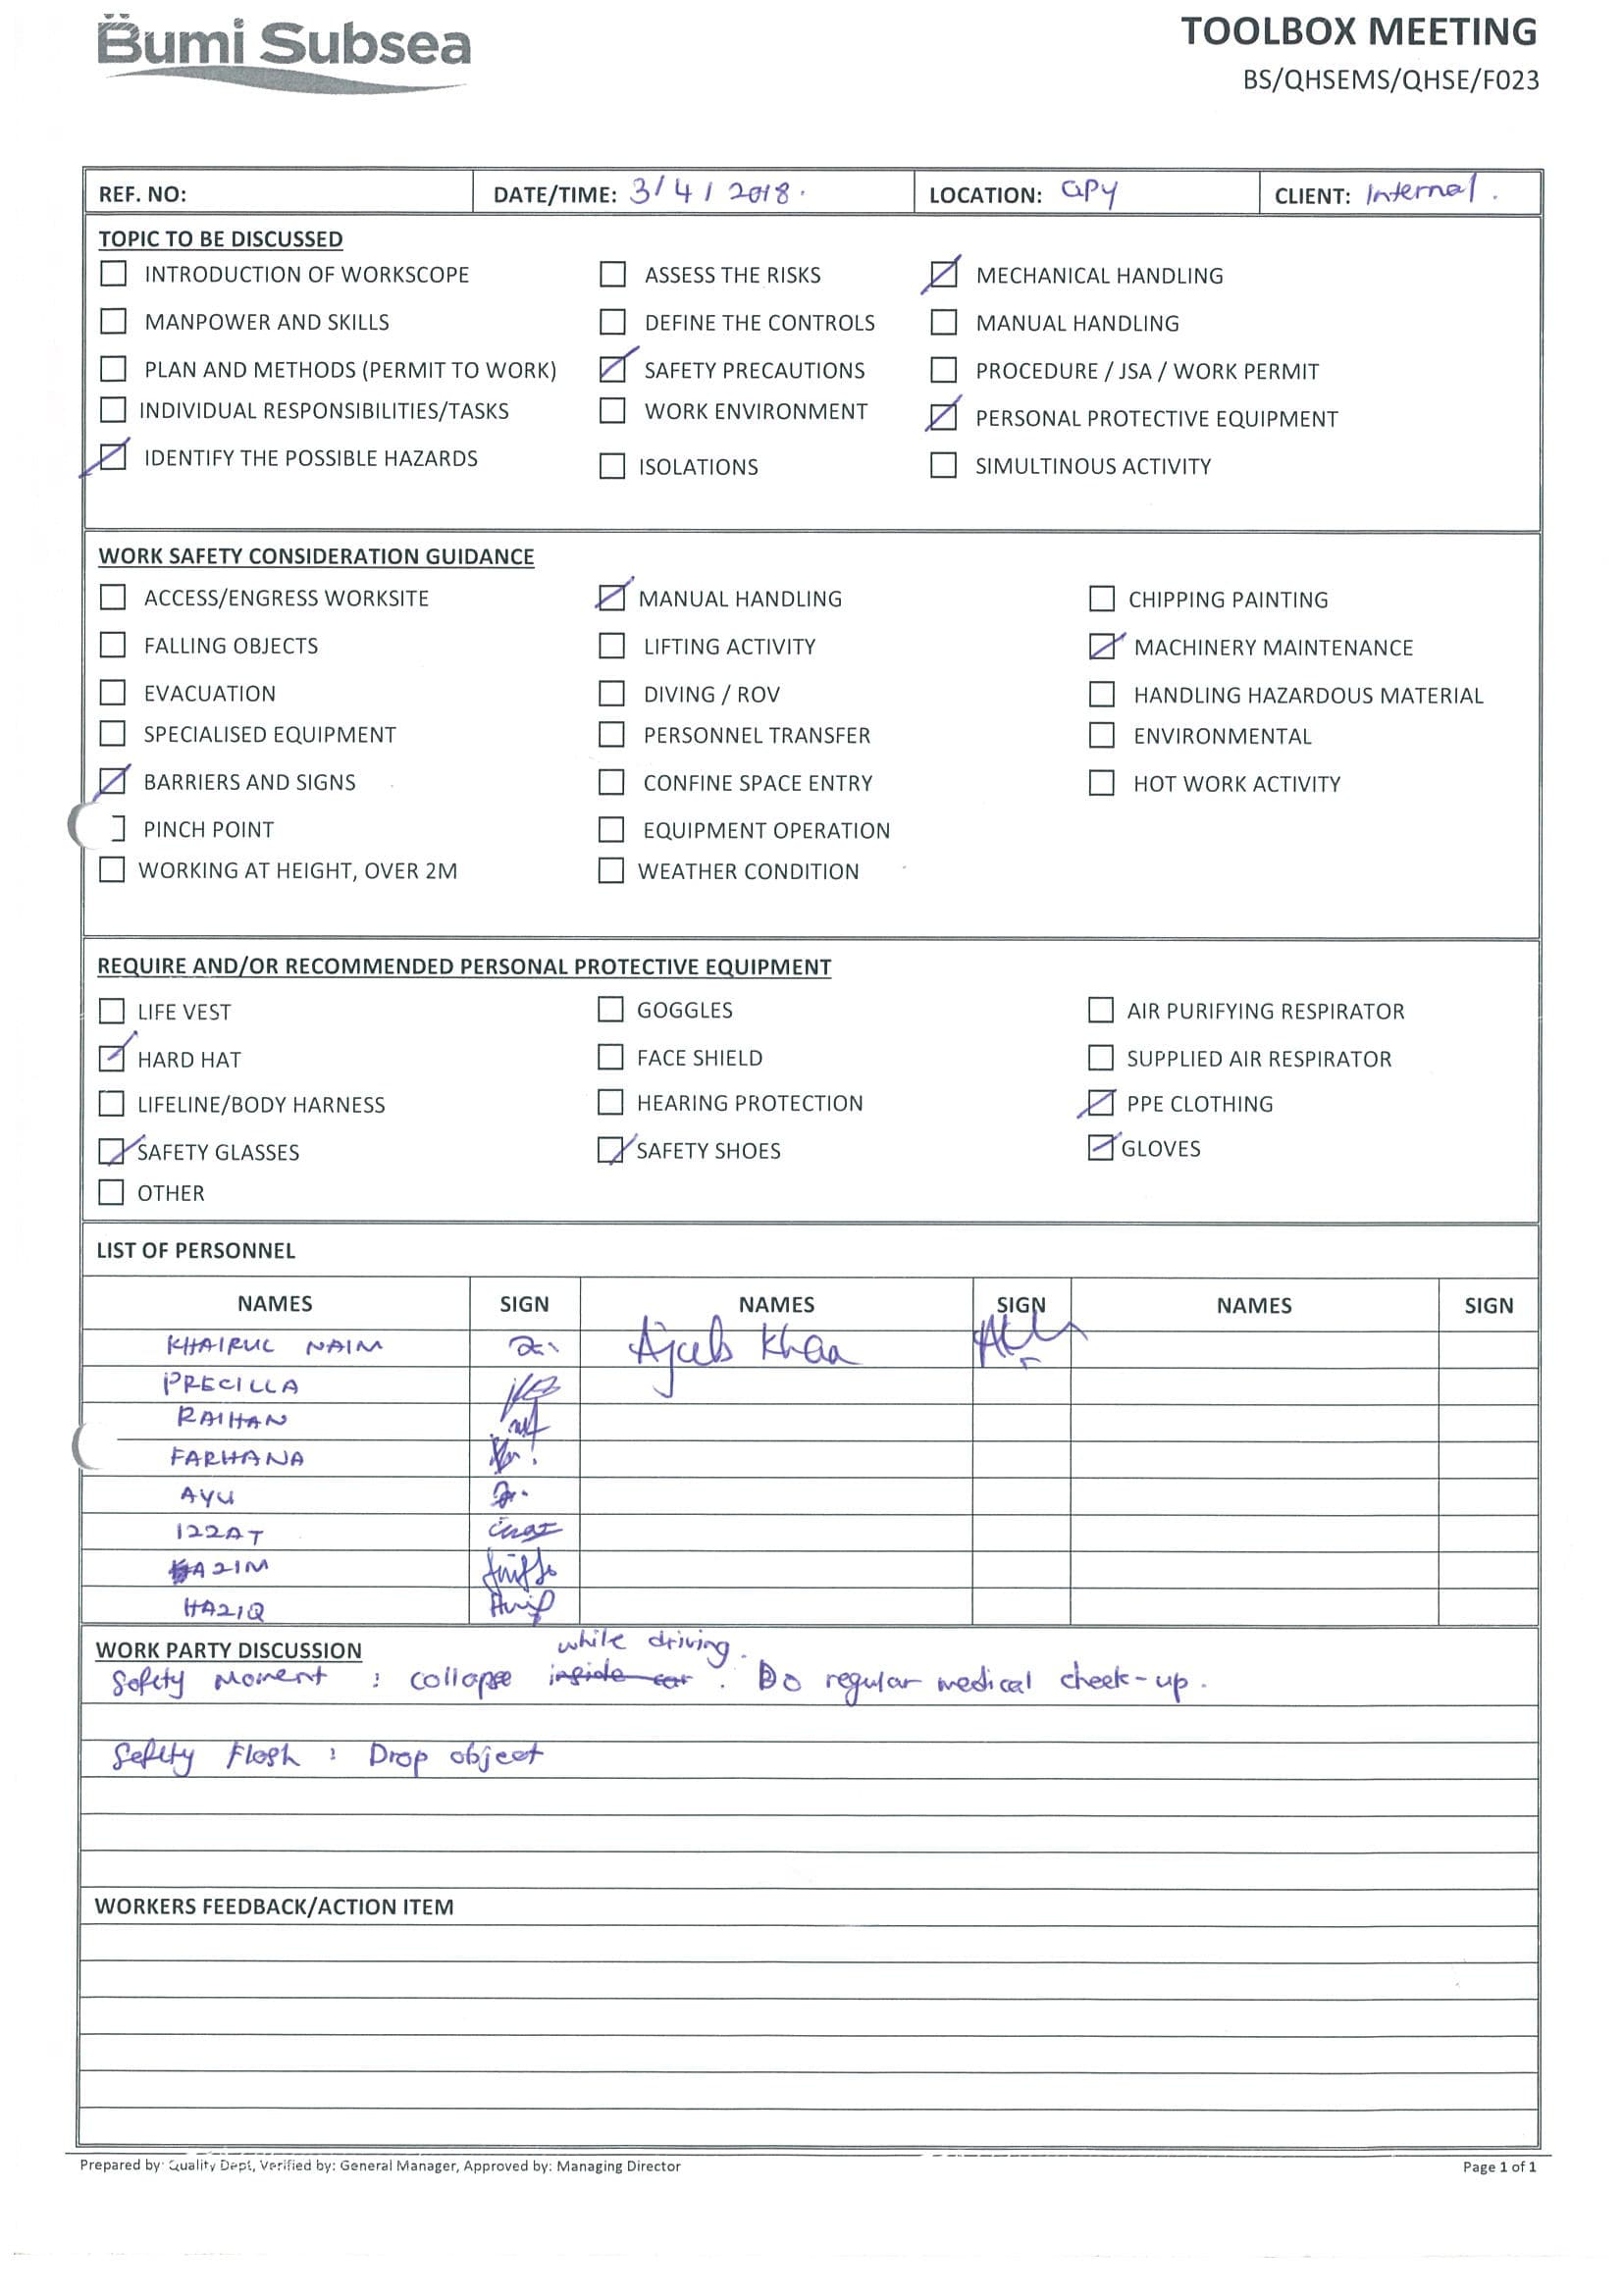 Bumi Subsea
TOOLBOX MEETING
BS/QHSEMS/QHSE/F023
REF. NO: DATE/TIME: 3/4/2018. LOCATION: GPY CLIENT: Internal.
TOPIC TO BE DISCUSSED
INTRODUCTION OF WORKSCOPE ASSESS THE RISKS MECHANICAL HANDLING
MANPOWER AND SKILLS DEFINE THE CONTROLS MANUAL HANDLING
PLAN AND METHODS (PERMIT TO WORK) SAFETY PRECAUTIONS PROCEDURE / JSA / WORK PERMIT
INDIVIDUAL RESPONSIBILITIES/TASKS WORK ENVIRONMENT PERSONAL PROTECTIVE EQUIPMENT
IDENTIFY THE POSSIBLE HAZARDS ISOLATIONS SIMULTINOUS ACTIVITY
WORK SAFETY CONSIDERATION GUIDANCE
ACCESS/ENGRESS WORKSITE MANUAL HANDLING CHIPPING PAINTING
FALLING OBJECTS LIFTING ACTIVITY MACHINERY MAINTENANCE
EVACUATION DIVING / ROV HANDLING HAZARDOUS MATERIAL
SPECIALISED EQUIPMENT PERSONNEL TRANSFER ENVIRONMENTAL
BARRIERS AND SIGNS CONFINE SPACE ENTRY HOT WORK ACTIVITY
PINCH POINT EQUIPMENT OPERATION
WORKING AT HEIGHT, OVER 2M WEATHER CONDITION
REQUIRE AND/OR RECOMMENDED PERSONAL PROTECTIVE EQUIPMENT
LIFE VEST GOGGLES AIR PURIFYING RESPIRATOR
HARD HAT FACE SHIELD SUPPLIED AIR RESPIRATOR
LIFELINE/BODY HARNESS HEARING PROTECTION PPE CLOTHING
SAFETY GLASSES SAFETY SHOES GLOVES
OTHER
LIST OF PERSONNEL
NAMES SIGN NAMES SIGN NAMES SIGN
KHAIRUL NAIM Ajab Khan
PRECILLA
RAIHAN
FARHANA
AYU
IZZAT
HAZIM
HAZIQ
WORK PARTY DISCUSSION while driving.
Safety Moment : collapse inside car. Do regular medical check-up.
Safety Flash : Drop object
WORKERS FEEDBACK/ACTION ITEM
Prepared by: Quality Dept, Verified by: General Manager, Approved by: Managing Director Page 1 of 1